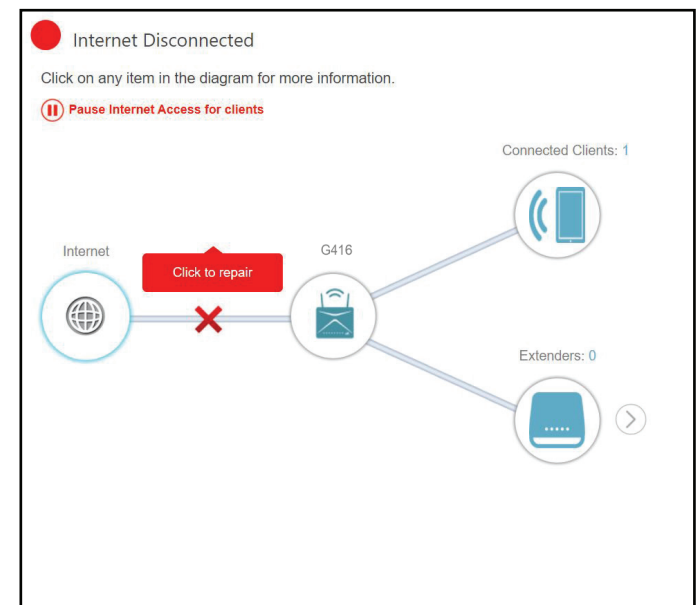 Internet Disconnected
Click on any item in the diagram for more information.
Pause Internet Access for clients
Connected Clients: 1
Internet
Click to repair
G416
Extenders: 0